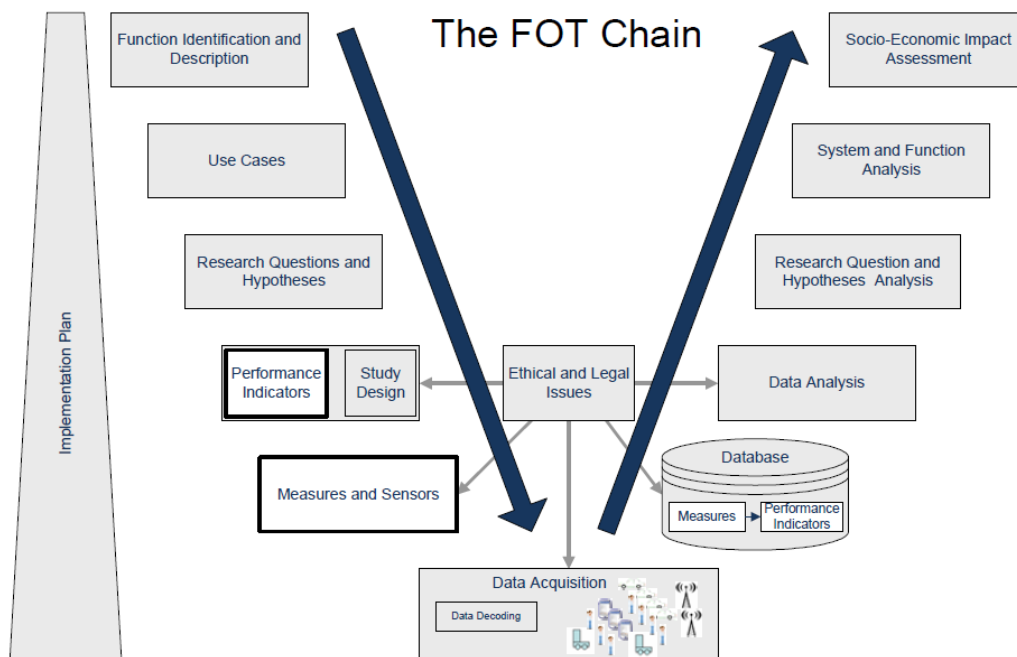 The FOT Chain
Function Identification and
Description
Socio-Economic Impact
Assessment
Use Cases
System and Function
Analysis
Research Questions and
Hypotheses
Research Question and
Hypotheses Analysis
Implementation Plan
Performance
Indicators
Study
Design
Ethical and Legal
Issues
Data Analysis
Measures and Sensors
Database
Measures
Performance
Indicators
Data Acquisition
Data Decoding